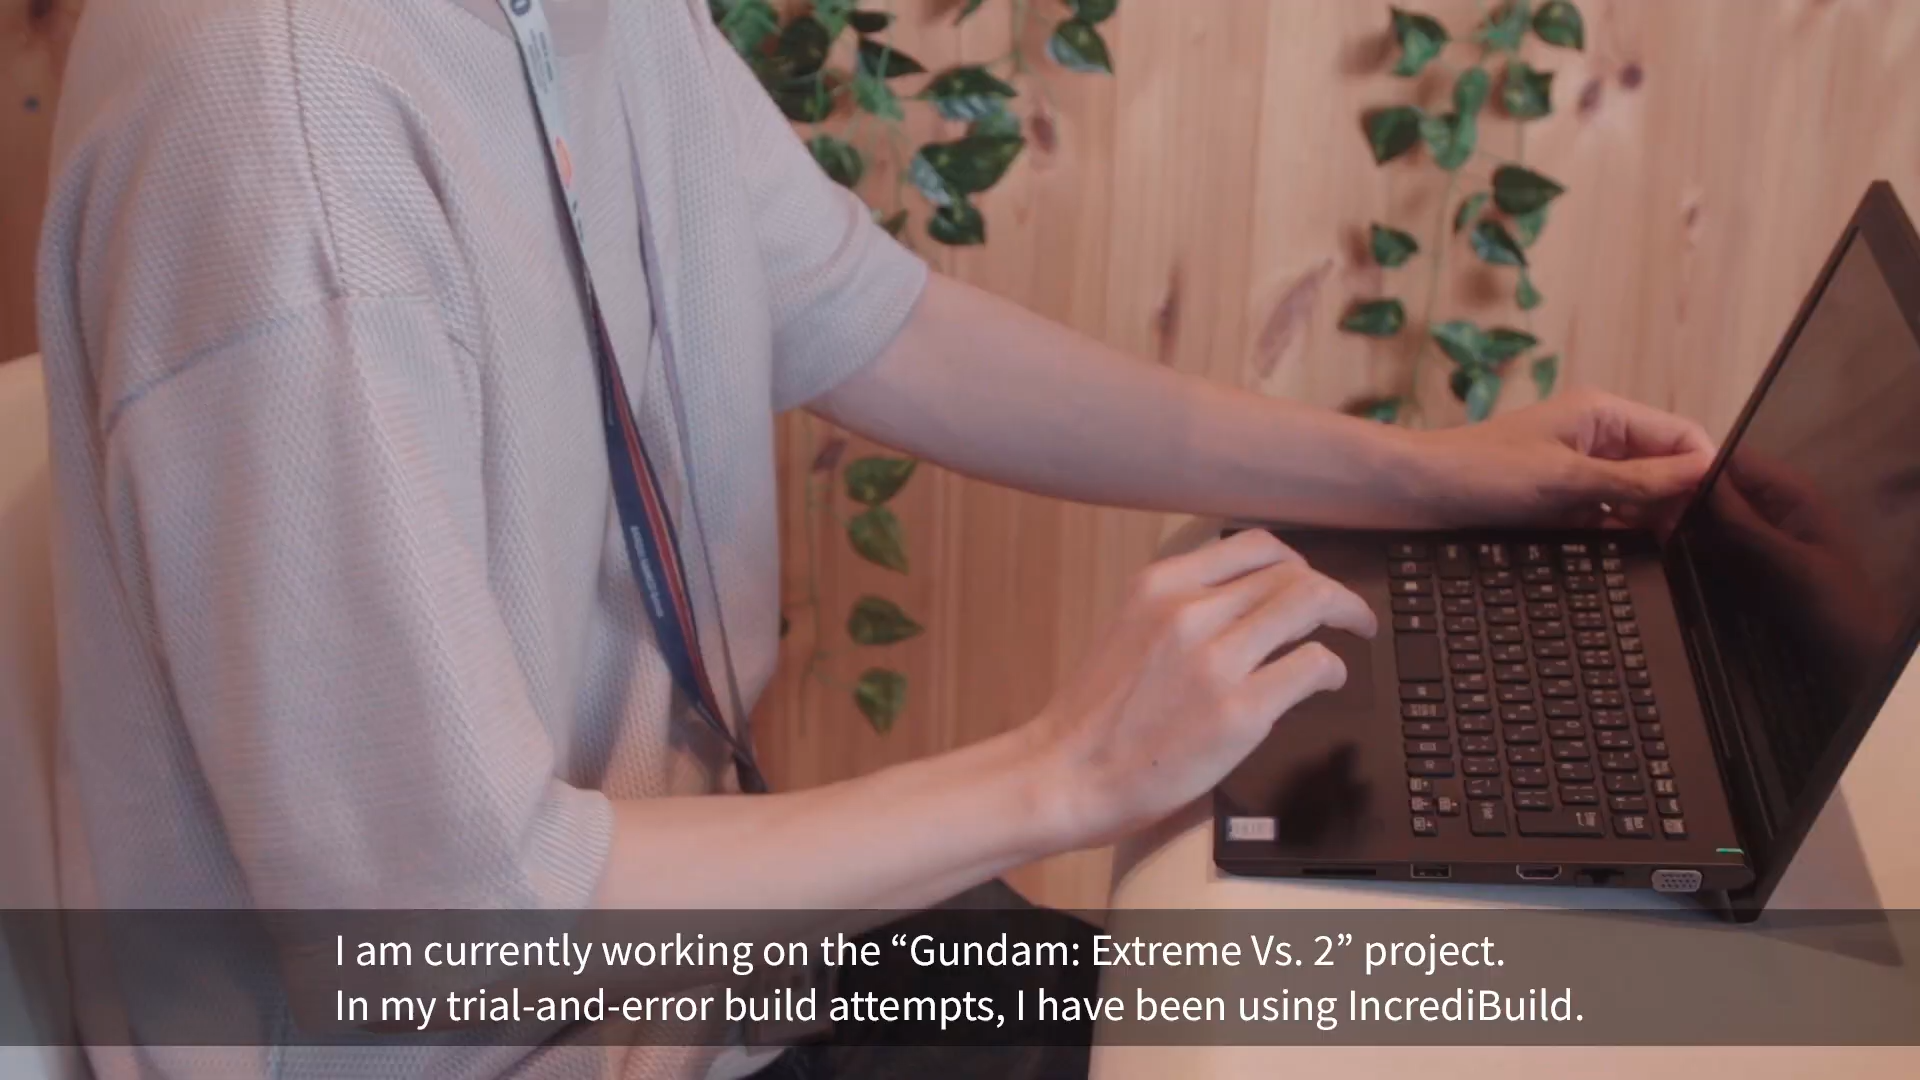 I am currently working on the “Gundam: Extreme Vs. 2” project.
In my trial-and-error build attempts, I have been using IncrediBuild.